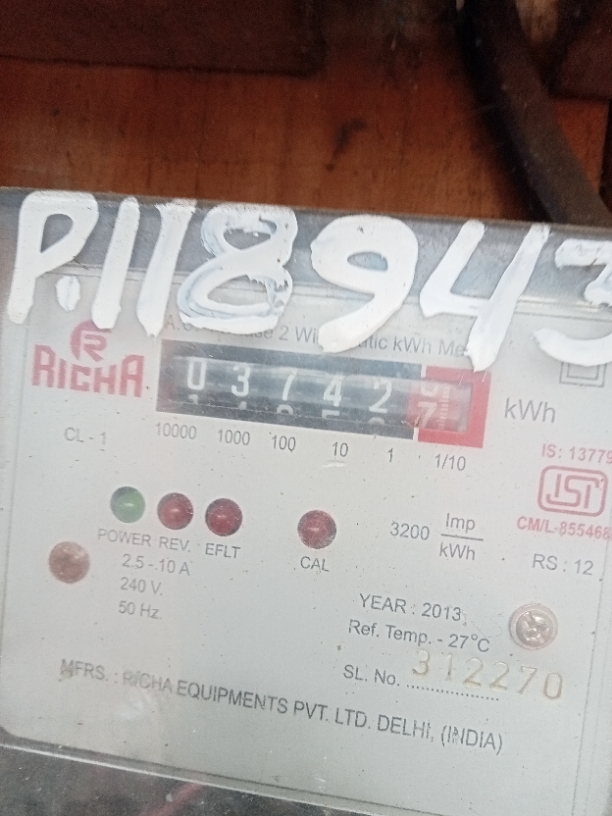 P.118943
RICHA
0 3 7 4 2
kWh
10000 1000 100 10 1 1/10
CL - 1
IS: 13779
ISI
CM/L-855468
RS : 12
POWER REV. EFLT
CAL
3200 Imp
kWh
2.5 - 10 A
240 V.
50 Hz.
YEAR : 2013
Ref. Temp. - 27°C
SL. No. 312270
MFRS. : RICHA EQUIPMENTS PVT. LTD. DELHI, (INDIA)